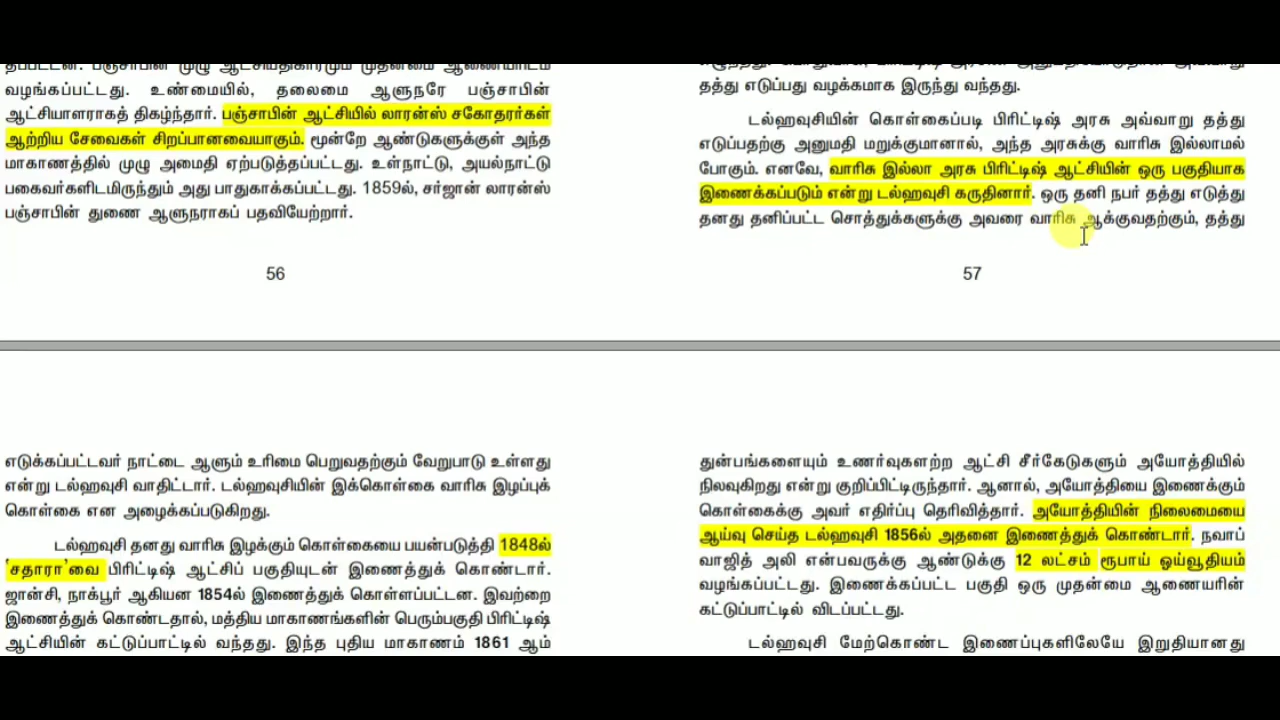 வழங்கப்பட்டது. உண்மையில், தலைமை ஆளுநரே பஞ்சாபின்
ஆட்சியாளராகத் திகழ்ந்தார். பஞ்சாபின் ஆட்சியில் லாரன்ஸ் சகோதரர்கள்
ஆற்றிய சேவைகள் சிறப்பானவையாகும். மூன்றே ஆண்டுகளுக்குள் அந்த
மாகாணத்தில் முழு அமைதி ஏற்படுத்தப்பட்டது. உள்நாட்டு, அயல்நாட்டு
பகைவர்களிடமிருந்தும் அது பாதுகாக்கப்பட்டது. 1859ல், சர்ஜான் லாரன்ஸ்
பஞ்சாபின் துணை ஆளுநராகப் பதவியேற்றார்.
56
தத்து எடுப்பது வழக்கமாக இருந்து வந்தது.
டல்ஹவுசியின் கொள்கைப்படி பிரிட்டிஷ் அரசு அவ்வாறு தத்து
எடுப்பதற்கு அனுமதி மறுக்குமானால், அந்த அரசுக்கு வாரிசு இல்லாமல்
போகும். எனவே, வாரிசு இல்லா அரசு பிரிட்டிஷ் ஆட்சியின் ஒரு பகுதியாக
இணைக்கப்படும் என்று டல்ஹவுசி கருதினார். ஒரு தனி நபர் தத்து எடுத்து
தனது தனிப்பட்ட சொத்துக்களுக்கு அவரை வாரிசு ஆக்குவதற்கும், தத்து
57
எடுக்கப்பட்டவர் நாட்டை ஆளும் உரிமை பெறுவதற்கும் வேறுபாடு உள்ளது
என்று டல்ஹவுசி வாதிட்டார். டல்ஹவுசியின் இக்கொள்கை வாரிசு இழப்புக்
கொள்கை என அழைக்கப்படுகிறது.
டல்ஹவுசி தனது வாரிசு இழக்கும் கொள்கையை பயன்படுத்தி 1848ல்
'சதாரா'வை பிரிட்டிஷ் ஆட்சிப் பகுதியுடன் இணைத்துக் கொண்டார்.
ஜான்சி, நாக்பூர் ஆகியன 1854ல் இணைத்துக் கொள்ளப்பட்டன. இவற்றை
இணைத்துக் கொண்டதால், மத்திய மாகாணங்களின் பெரும்பகுதி பிரிட்டிஷ்
ஆட்சியின் கட்டுப்பாட்டில் வந்தது. இந்த புதிய மாகாணம் 1861 ஆம்
துன்பங்களையும் உணர்வுகளற்ற ஆட்சி சீர்கேடுகளும் அயோத்தியில்
நிலவுகிறது என்று குறிப்பிட்டிருந்தார். ஆனால், அயோத்தியை இணைக்கும்
கொள்கைக்கு அவர் எதிர்ப்பு தெரிவித்தார். அயோத்தியின் நிலைமையை
ஆய்வு செய்த டல்ஹவுசி 1856ல் அதனை இணைத்துக் கொண்டார். நவாப்
வாஜித் அலி என்பவருக்கு ஆண்டுக்கு 12 லட்சம் ரூபாய் ஓய்வூதியம்
வழங்கப்பட்டது. இணைக்கப்பட்ட பகுதி ஒரு முதன்மை ஆணையரின்
கட்டுப்பாட்டில் விடப்பட்டது.
டல்ஹவுசி மேற்கொண்ட இணைப்புகளிலேயே இறுதியானது